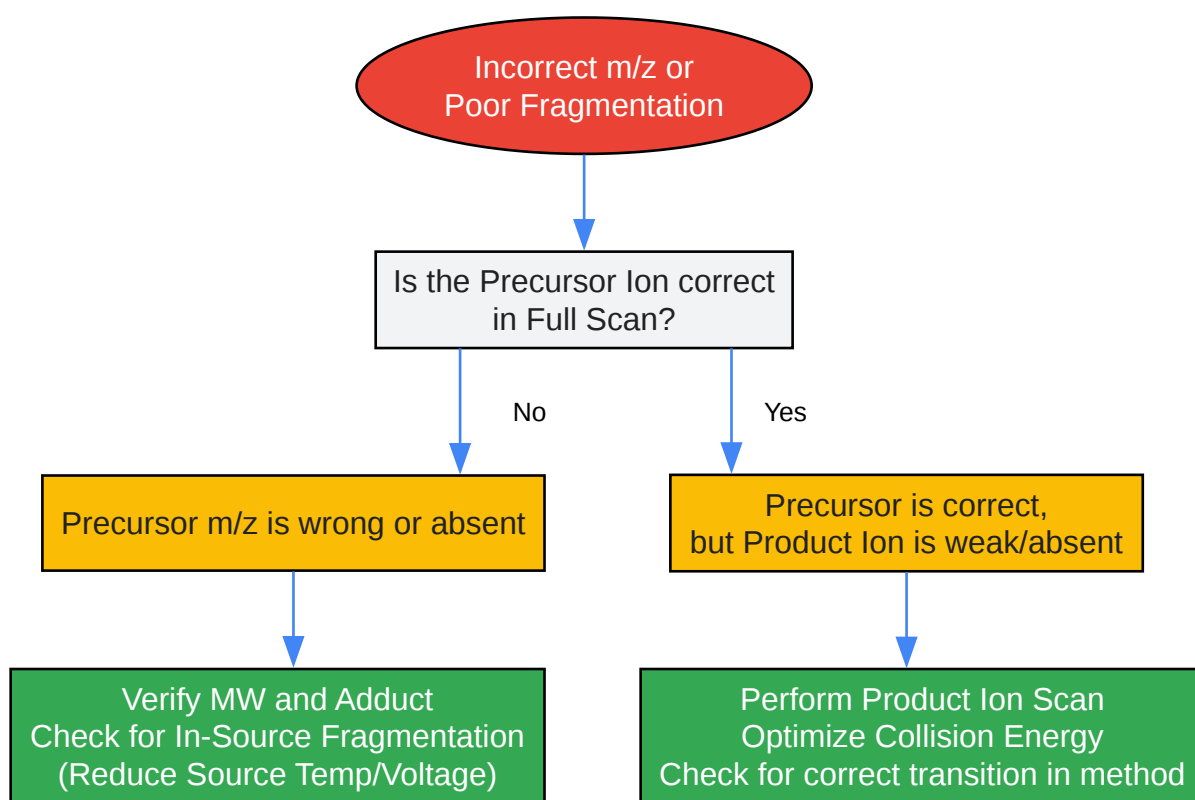 Incorrect m/z or
Poor Fragmentation
Is the Precursor Ion correct
in Full Scan?
No
Yes
Precursor m/z is wrong or absent
Precursor is correct,
but Product Ion is weak/absent
Verify MW and Adduct
Check for In-Source Fragmentation
(Reduce Source Temp/Voltage)
Perform Product Ion Scan
Optimize Collision Energy
Check for correct transition in method